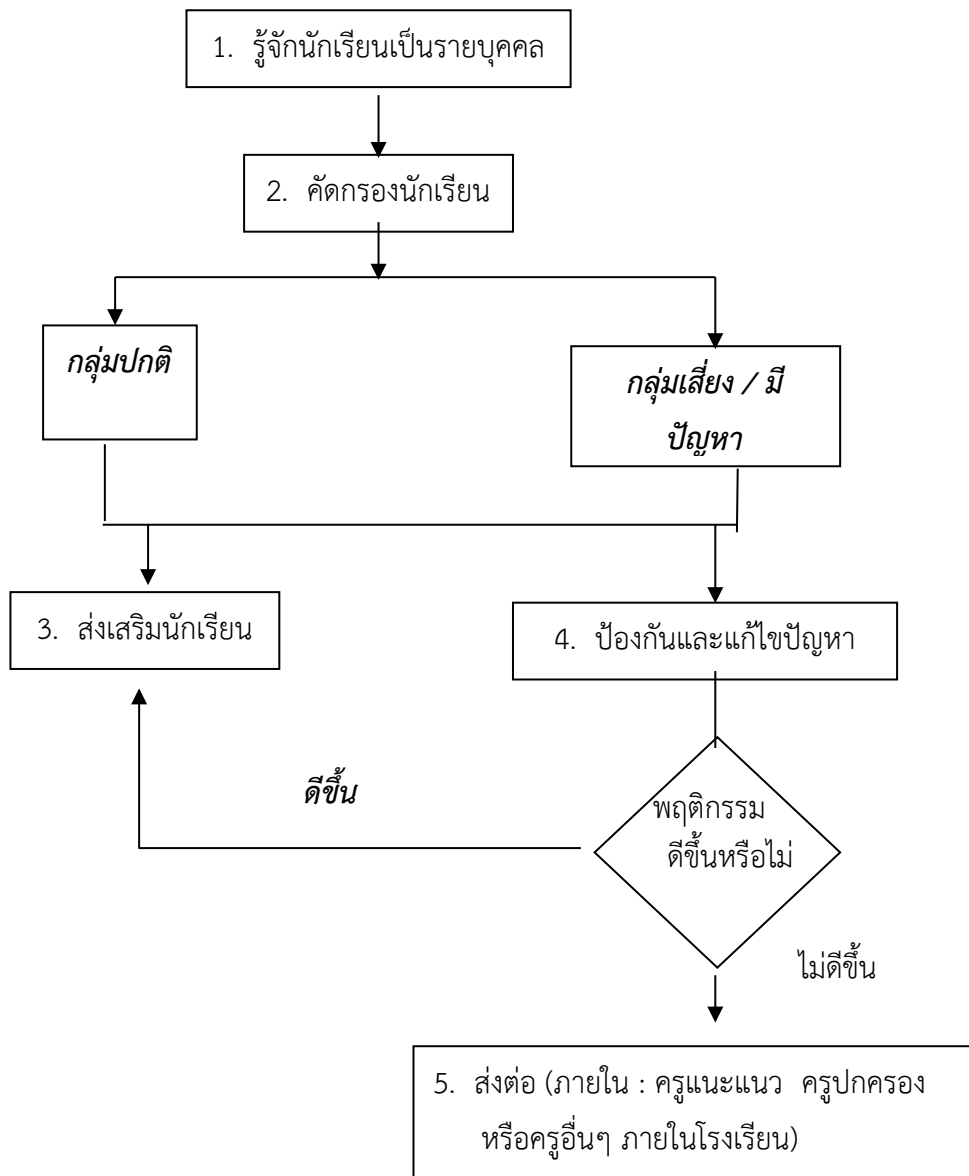 1. รู้จักนักเรียนเป็นรายบุคคล
2. คัดกรองนักเรียน
กลุ่มปกติ
กลุ่มเสี่ยง / มี
ปัญหา
3. ส่งเสริมนักเรียน
4. ป้องกันและแก้ไขปัญหา
ดีขึ้น
พฤติกรรม
ดีขึ้นหรือไม่
ไม่ดีขึ้น
5. ส่งต่อ (ภายใน : ครูแนะแนว ครูปกครอง
หรือครูอื่นๆ ภายในโรงเรียน)